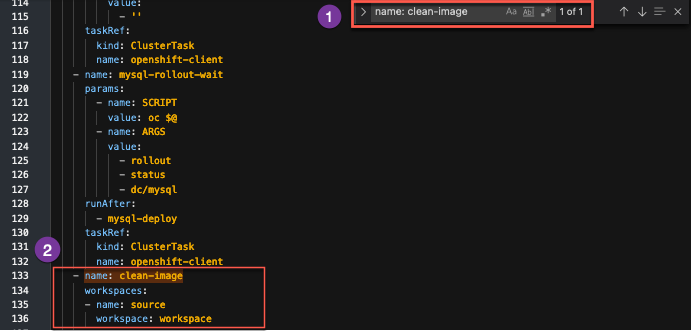 114 value:
115 - ''
1 name: clean-image Aa Ab .* 1 of 1
116 taskRef:
117 kind: ClusterTask
118 name: openshift-client
119 - name: mysql-rollout-wait
120 params:
121 - name: SCRIPT
122 value: oc $@
123 - name: ARGS
124 value:
125 - rollout
126 - status
127 - dc/mysql
128 runAfter:
129 - mysql-deploy
130 taskRef:
2
131 kind: ClusterTask
132 name: openshift-client
133 - name: clean-image
134 workspaces:
135 - name: source
136 workspace: workspace